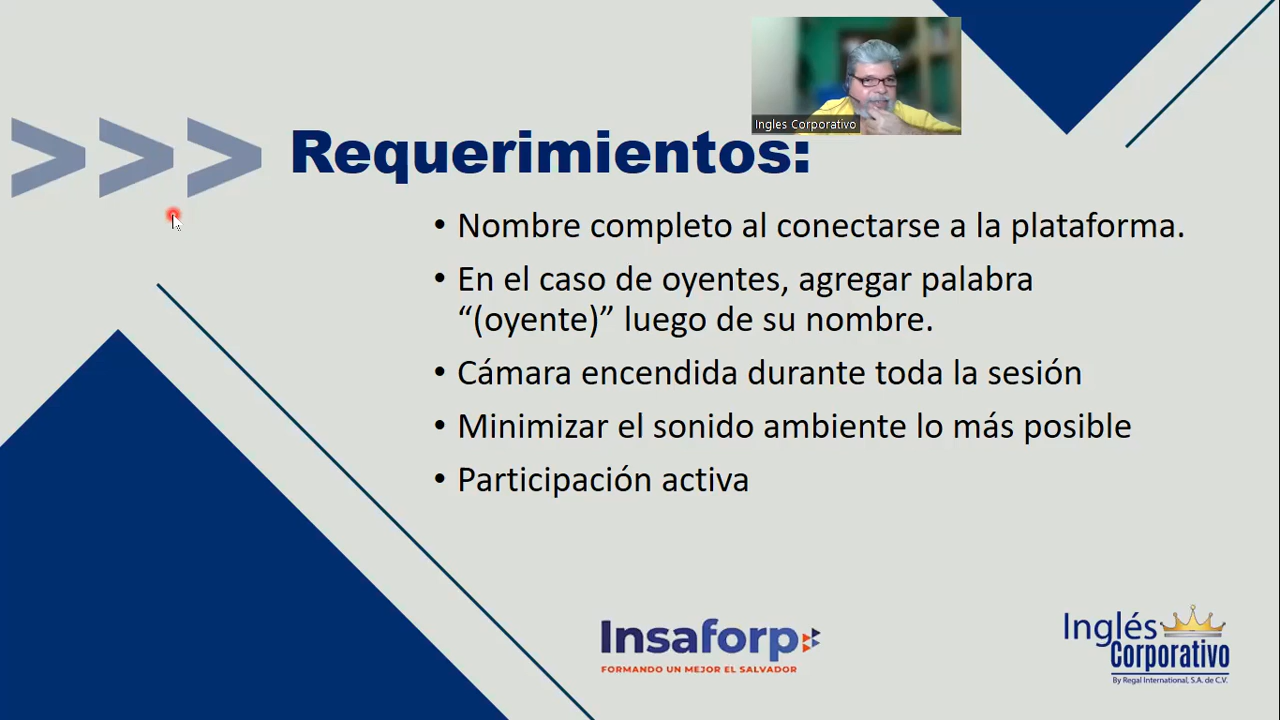 Ingles Corporativo
Requerimientos:
• Nombre completo al conectarse a la plataforma.
• En el caso de oyentes, agregar palabra
“(oyente)” luego de su nombre.
• Cámara encendida durante toda la sesión
• Minimizar el sonido ambiente lo más posible
• Participación activa
Insaforp
FORMANDO UN MEJOR EL SALVADOR
Inglés
Corporativo
By Regal International, S.A. de C.V.